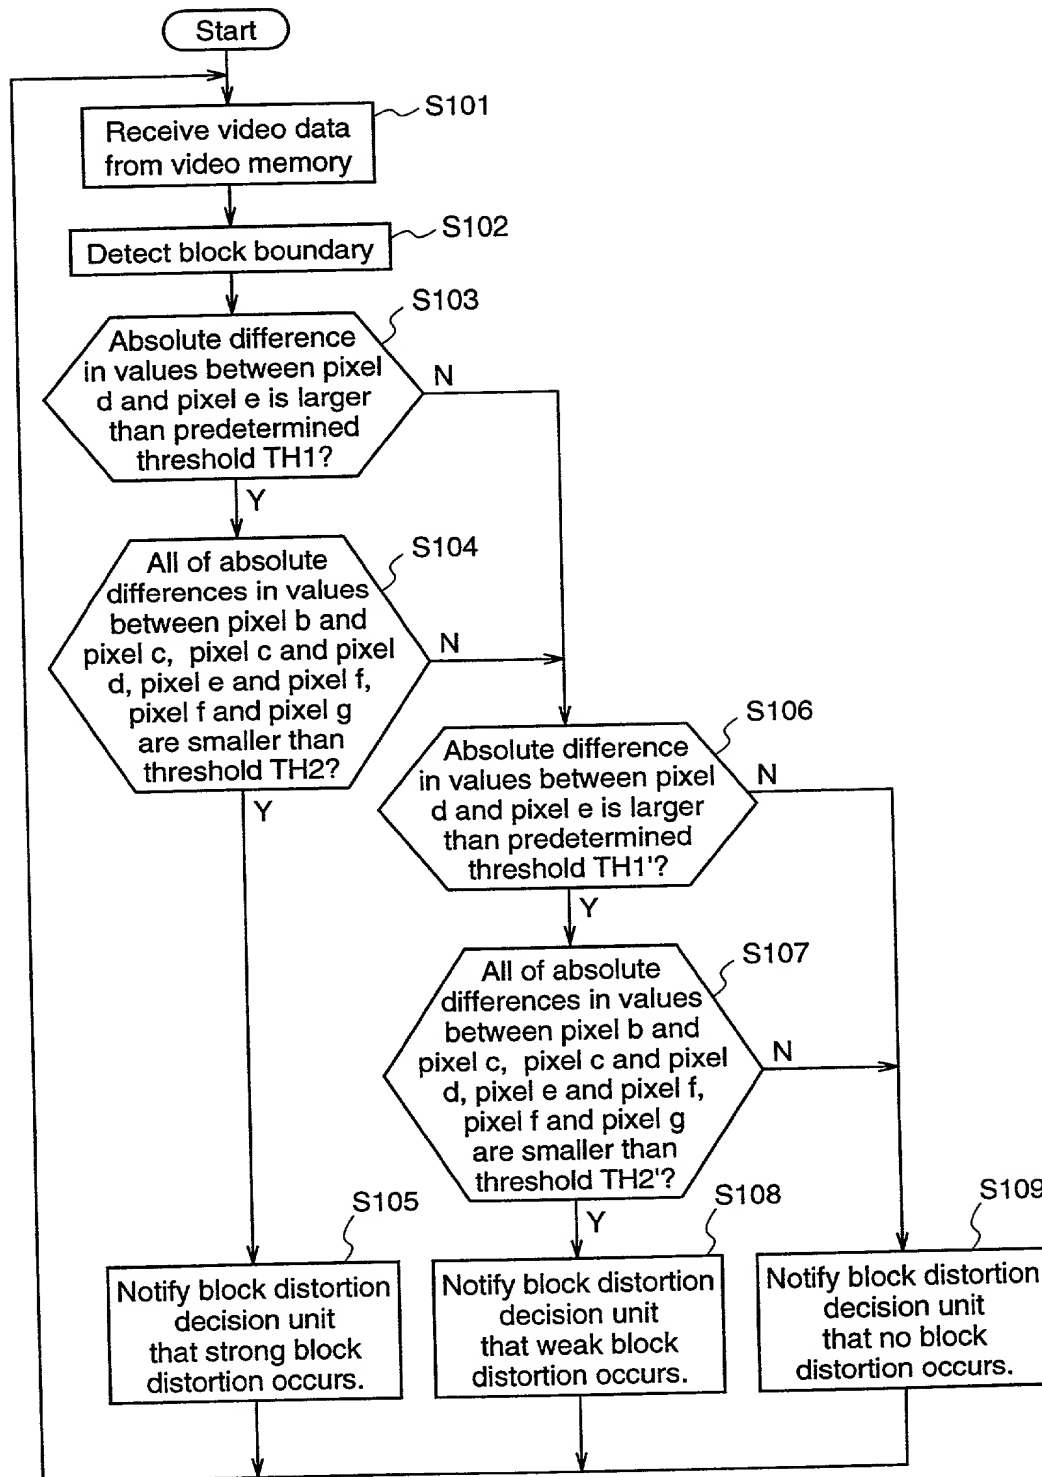 Start
S101
Receive video data
from video memory
S102
Detect block boundary
S103
Absolute difference
in values between pixel
d and pixel e is larger
than predetermined
threshold TH1?
N
Y
S104
All of absolute
differences in values
between pixel b and
pixel c, pixel c and pixel
d, pixel e and pixel f,
pixel f and pixel g
are smaller than
threshold TH2?
N
Y
S106
Absolute difference
in values between pixel
d and pixel e is larger
than predetermined
threshold TH1'?
N
Y
S107
All of absolute
differences in values
between pixel b and
pixel c, pixel c and pixel
d, pixel e and pixel f,
pixel f and pixel g
are smaller than
threshold TH2'?
N
Y
S105
Notify block distortion
decision unit
that strong block
distortion occurs.
S108
Notify block distortion
decision unit
that weak block
distortion occurs.
S109
Notify block distortion
decision unit
that no block
distortion occurs.